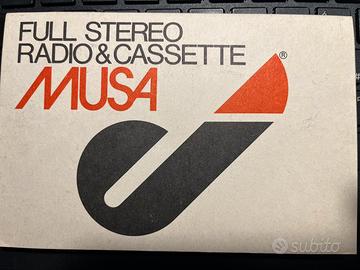 FULL STEREO
RADIO & CASSETTE
MUSA
®
subito